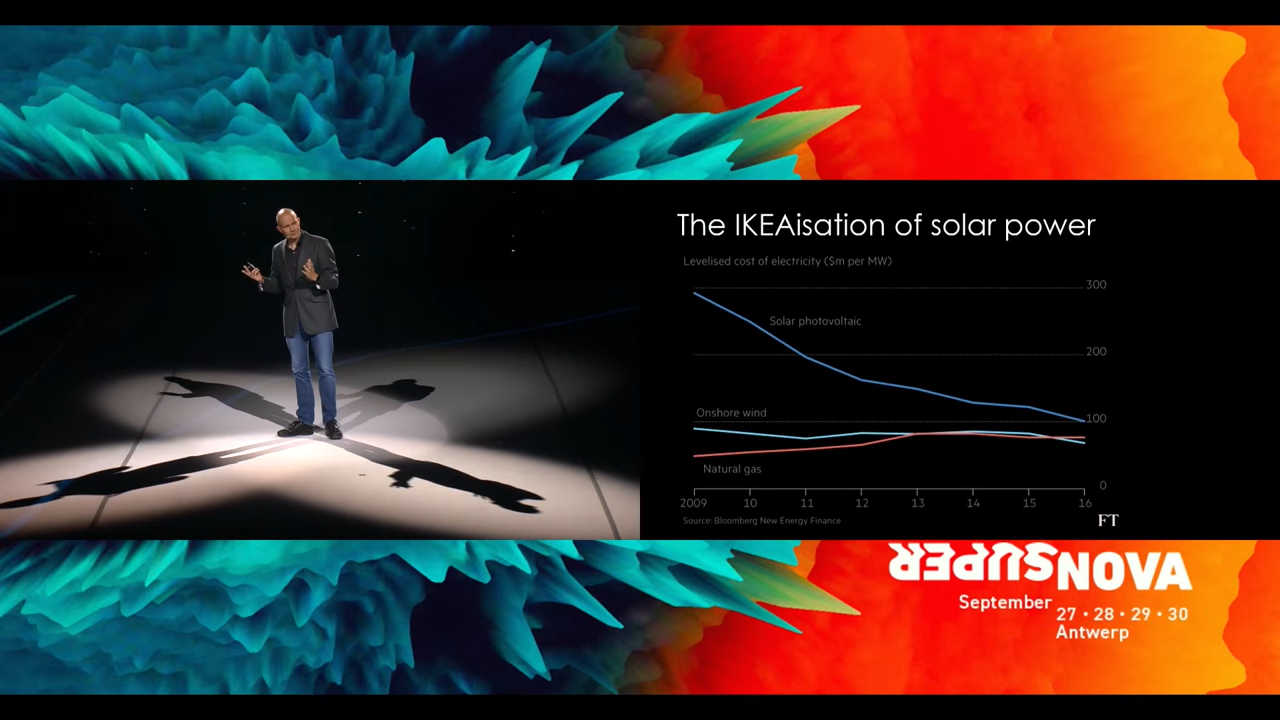 The IKEAisation of solar power
Levelised cost of electricity ($m per MW)
300
Solar photovoltaic
200
Onshore wind
100
Natural gas
0
2009 10 11 12 13 14 15 16
Source: Bloomberg New Energy Finance
FT
SUPERNOVA
September
27 · 28 · 29 · 30
Antwerp